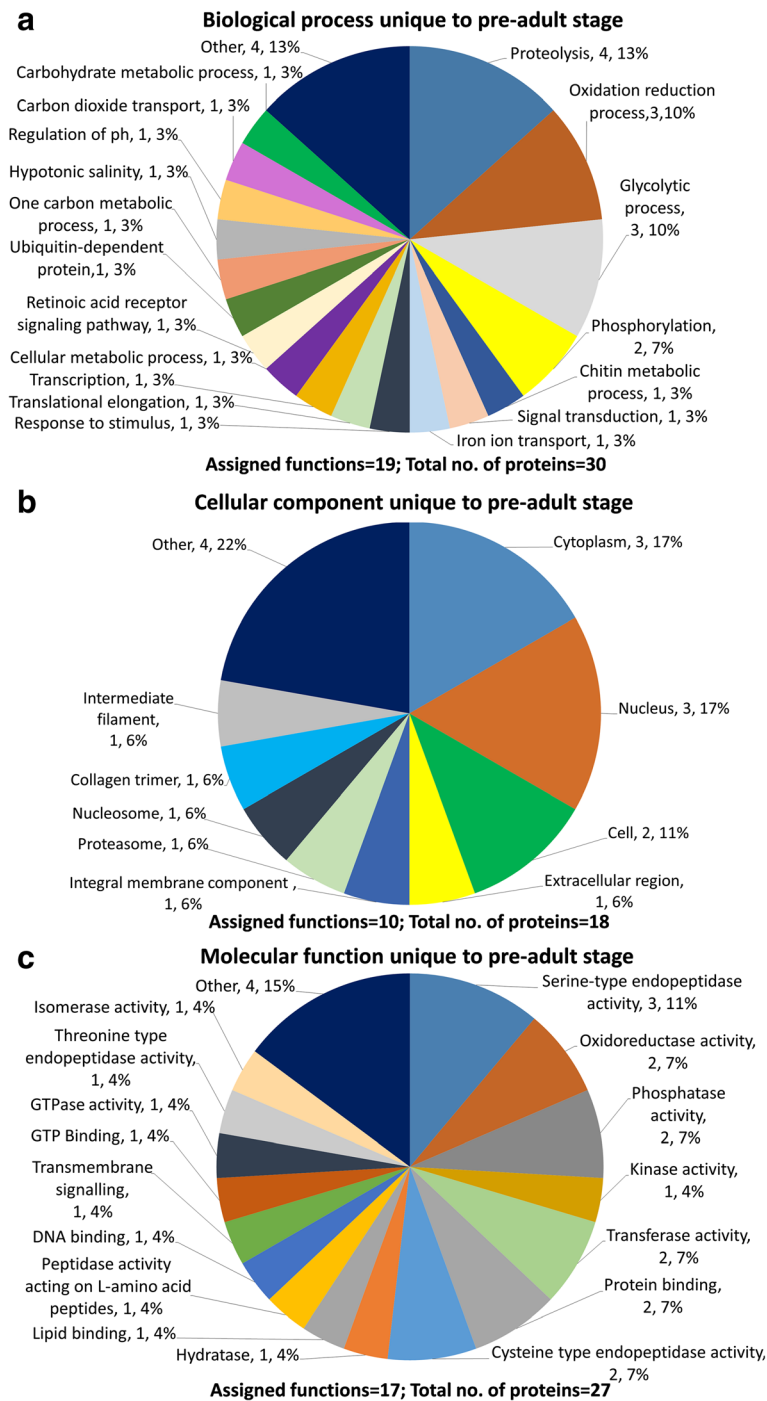 a
Biological process unique to pre-adult stage
Other, 4, 13%
Proteolysis, 4, 13%
Carbohydrate metabolic process, 1, 3%
Oxidation reduction
process,3,10%
Carbon dioxide transport, 1, 3%
Regulation of ph, 1, 3%
Hypotonic salinity, 1, 3%
Glycolytic
process,
3, 10%
One carbon metabolic
process, 1, 3%
Ubiquitin-dependent
protein,1, 3%
Retinoic acid receptor
signaling pathway, 1, 3%
Phosphorylation,
2, 7%
Cellular metabolic process, 1, 3%
Chitin metabolic
process, 1, 3%
Transcription, 1, 3%
Translational elongation, 1, 3%
Signal transduction, 1, 3%
Response to stimulus, 1, 3%
Iron ion transport, 1, 3%
Assigned functions=19; Total no. of proteins=30
b
Cellular component unique to pre-adult stage
Other, 4, 22%
Cytoplasm, 3, 17%
Intermediate
filament,
1, 6%
Nucleus, 3, 17%
Collagen trimer, 1, 6%
Nucleosome, 1, 6%
Cell, 2, 11%
Proteasome, 1, 6%
Integral membrane component ,
1, 6%
Extracellular region,
1, 6%
Assigned functions=10; Total no. of proteins=18
c
Molecular function unique to pre-adult stage
Other, 4, 15%
Serine-type endopeptidase
activity, 3, 11%
Isomerase activity, 1, 4%
Threonine type
endopeptidase activity,
1, 4%
Oxidoreductase activity,
2, 7%
GTPase activity, 1, 4%
Phosphatase
activity,
2, 7%
GTP Binding, 1, 4%
Transmembrane
signalling,
1, 4%
Kinase activity,
1, 4%
DNA binding, 1, 4%
Transferase activity,
2, 7%
Peptidase activity
acting on L-amino acid
peptides, 1, 4%
Protein binding,
2, 7%
Lipid binding, 1, 4%
Hydratase, 1, 4%
Cysteine type endopeptidase activity,
2, 7%
Assigned functions=17; Total no. of proteins=27